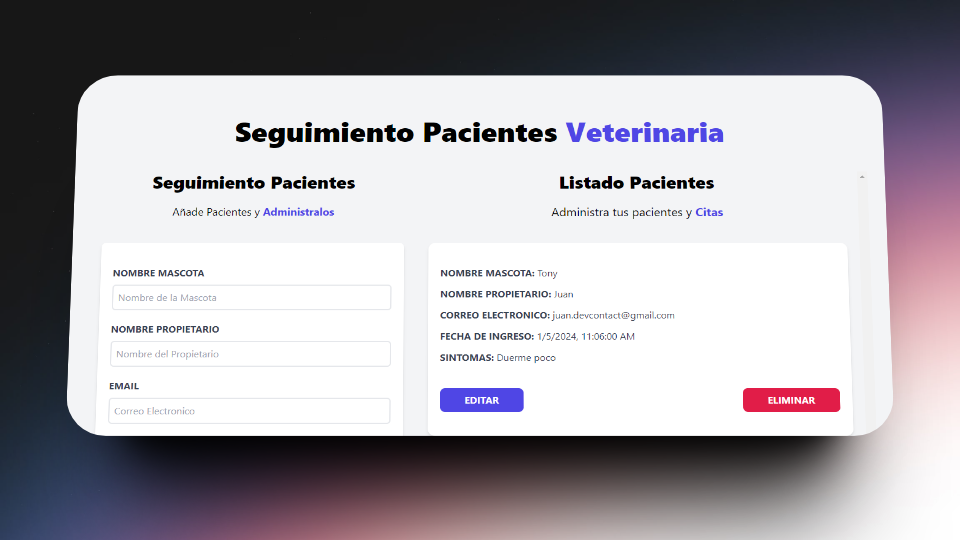 Seguimiento Pacientes Veterinaria
Seguimiento Pacientes
Añade Pacientes y Administralos
NOMBRE MASCOTA
Nombre de la Mascota
NOMBRE PROPIETARIO
Nombre del Propietario
EMAIL
Correo Electronico
Listado Pacientes
Administra tus pacientes y Citas
NOMBRE MASCOTA: Tony
NOMBRE PROPIETARIO: Juan
CORREO ELECTRONICO: juan.devcontact@gmail.com
FECHA DE INGRESO: 1/5/2024, 11:06:00 AM
SINTOMAS: Duerme poco
EDITAR
ELIMINAR